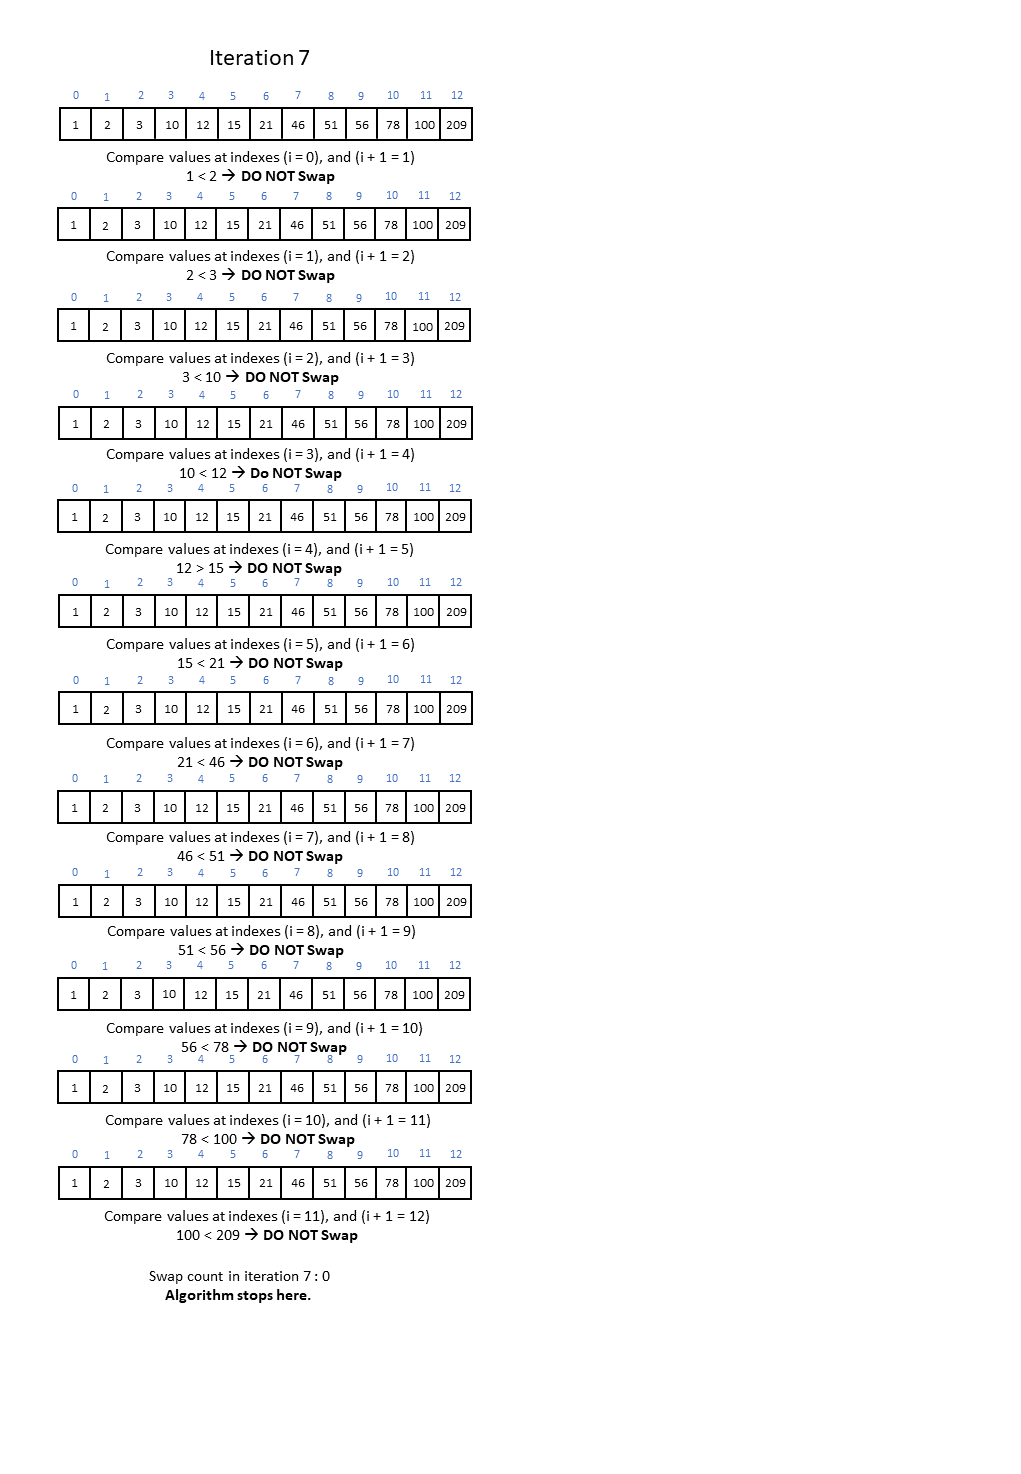 Iteration 7
0 1 2 3 4 5 6 7 8 9 10 11 12
1 2 3 10 12 15 21 46 51 56 78 100 209
Compare values at indexes (i = 0), and (i + 1 = 1)
1 < 2 → DO NOT Swap
0 1 2 3 4 5 6 7 8 9 10 11 12
1 2 3 10 12 15 21 46 51 56 78 100 209
Compare values at indexes (i = 1), and (i + 1 = 2)
2 < 3 → DO NOT Swap
0 1 2 3 4 5 6 7 8 9 10 11 12
1 2 3 10 12 15 21 46 51 56 78 100 209
Compare values at indexes (i = 2), and (i + 1 = 3)
3 < 10 → DO NOT Swap
0 1 2 3 4 5 6 7 8 9 10 11 12
1 2 3 10 12 15 21 46 51 56 78 100 209
Compare values at indexes (i = 3), and (i + 1 = 4)
10 < 12 → Do NOT Swap
0 1 2 3 4 5 6 7 8 9 10 11 12
1 2 3 10 12 15 21 46 51 56 78 100 209
Compare values at indexes (i = 4), and (i + 1 = 5)
12 > 15 → DO NOT Swap
0 1 2 3 4 5 6 7 8 9 10 11 12
1 2 3 10 12 15 21 46 51 56 78 100 209
Compare values at indexes (i = 5), and (i + 1 = 6)
15 < 21 → DO NOT Swap
0 1 2 3 4 5 6 7 8 9 10 11 12
1 2 3 10 12 15 21 46 51 56 78 100 209
Compare values at indexes (i = 6), and (i + 1 = 7)
21 < 46 → DO NOT Swap
0 1 2 3 4 5 6 7 8 9 10 11 12
1 2 3 10 12 15 21 46 51 56 78 100 209
Compare values at indexes (i = 7), and (i + 1 = 8)
46 < 51 → DO NOT Swap
0 1 2 3 4 5 6 7 8 9 10 11 12
1 2 3 10 12 15 21 46 51 56 78 100 209
Compare values at indexes (i = 8), and (i + 1 = 9)
51 < 56 → DO NOT Swap
0 1 2 3 4 5 6 7 8 9 10 11 12
1 2 3 10 12 15 21 46 51 56 78 100 209
Compare values at indexes (i = 9), and (i + 1 = 10)
56 < 78 → DO NOT Swap
0 1 2 3 4 5 6 7 8 9 10 11 12
1 2 3 10 12 15 21 46 51 56 78 100 209
Compare values at indexes (i = 10), and (i + 1 = 11)
78 < 100 → DO NOT Swap
0 1 2 3 4 5 6 7 8 9 10 11 12
1 2 3 10 12 15 21 46 51 56 78 100 209
Compare values at indexes (i = 11), and (i + 1 = 12)
100 < 209 → DO NOT Swap
Swap count in iteration 7 : 0
Algorithm stops here.